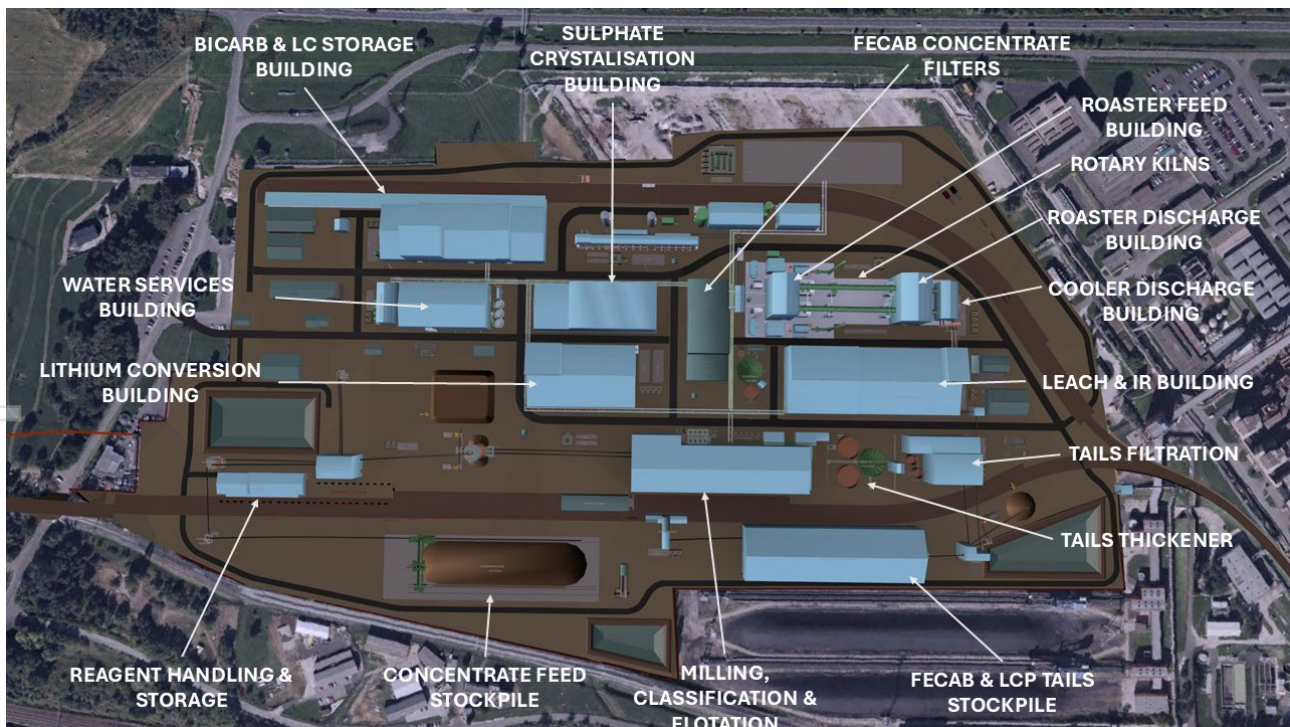 BICARB & LC STORAGE
BUILDING
SULPHATE
CRYSTALISATION
BUILDING
FECAB CONCENTRATE
FILTERS
ROASTER FEED
BUILDING
ROTARY KILNS
ROASTER DISCHARGE
BUILDING
COOLER DISCHARGE
BUILDING
WATER SERVICES
BUILDING
LITHIUM CONVERSION
BUILDING
LEACH & IR BUILDING
TAILS FILTRATION
TAILS THICKENER
REAGENT HANDLING &
STORAGE
CONCENTRATE FEED
STOCKPILE
MILLING,
CLASSIFICATION &
FLOTATION
FECAB & LCP TAILS
STOCKPILE